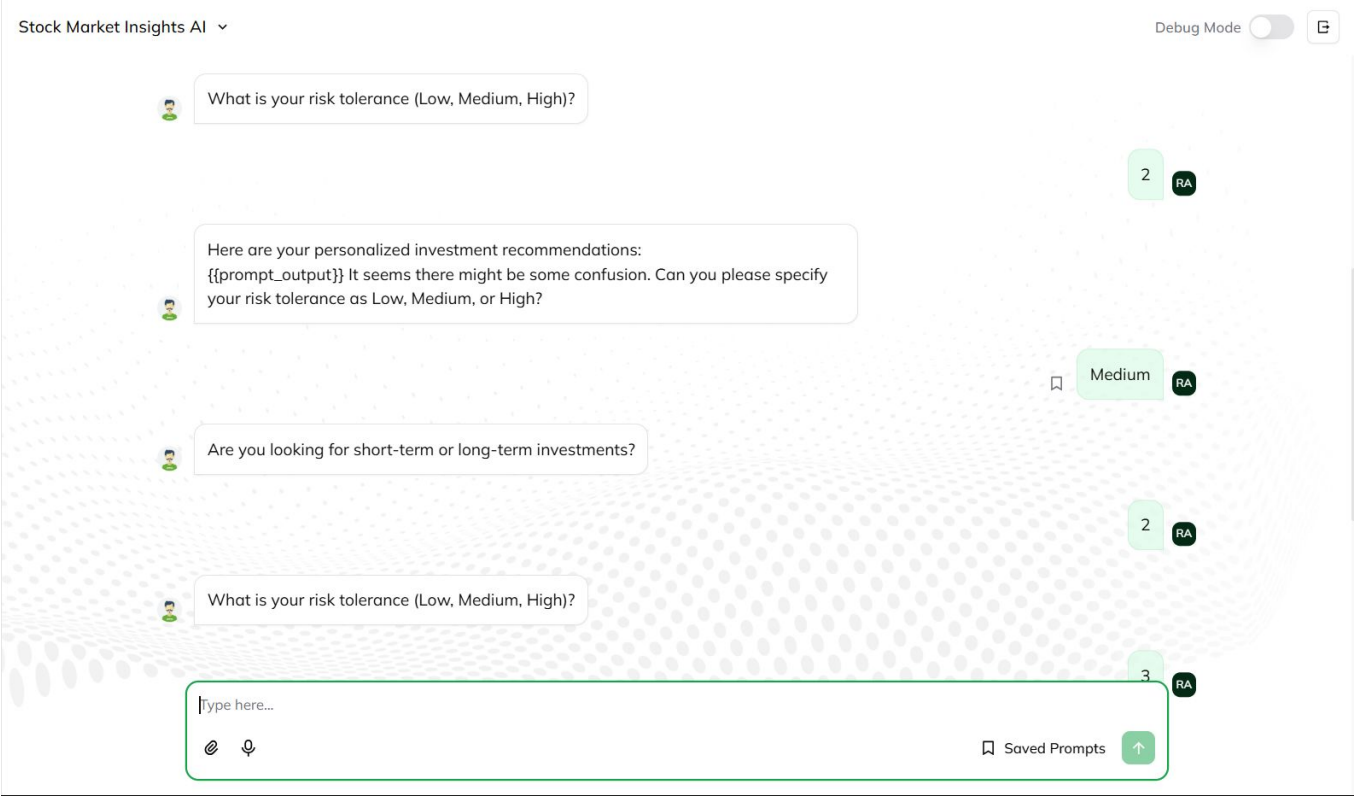 Stock Market Insights AI
Debug Mode
What is your risk tolerance (Low, Medium, High)?
2
RA
Here are your personalized investment recommendations:
{{prompt_output}} It seems there might be some confusion. Can you please specify
your risk tolerance as Low, Medium, or High?
Medium
RA
Are you looking for short-term or long-term investments?
2
RA
What is your risk tolerance (Low, Medium, High)?
3
RA
Type here...
Saved Prompts